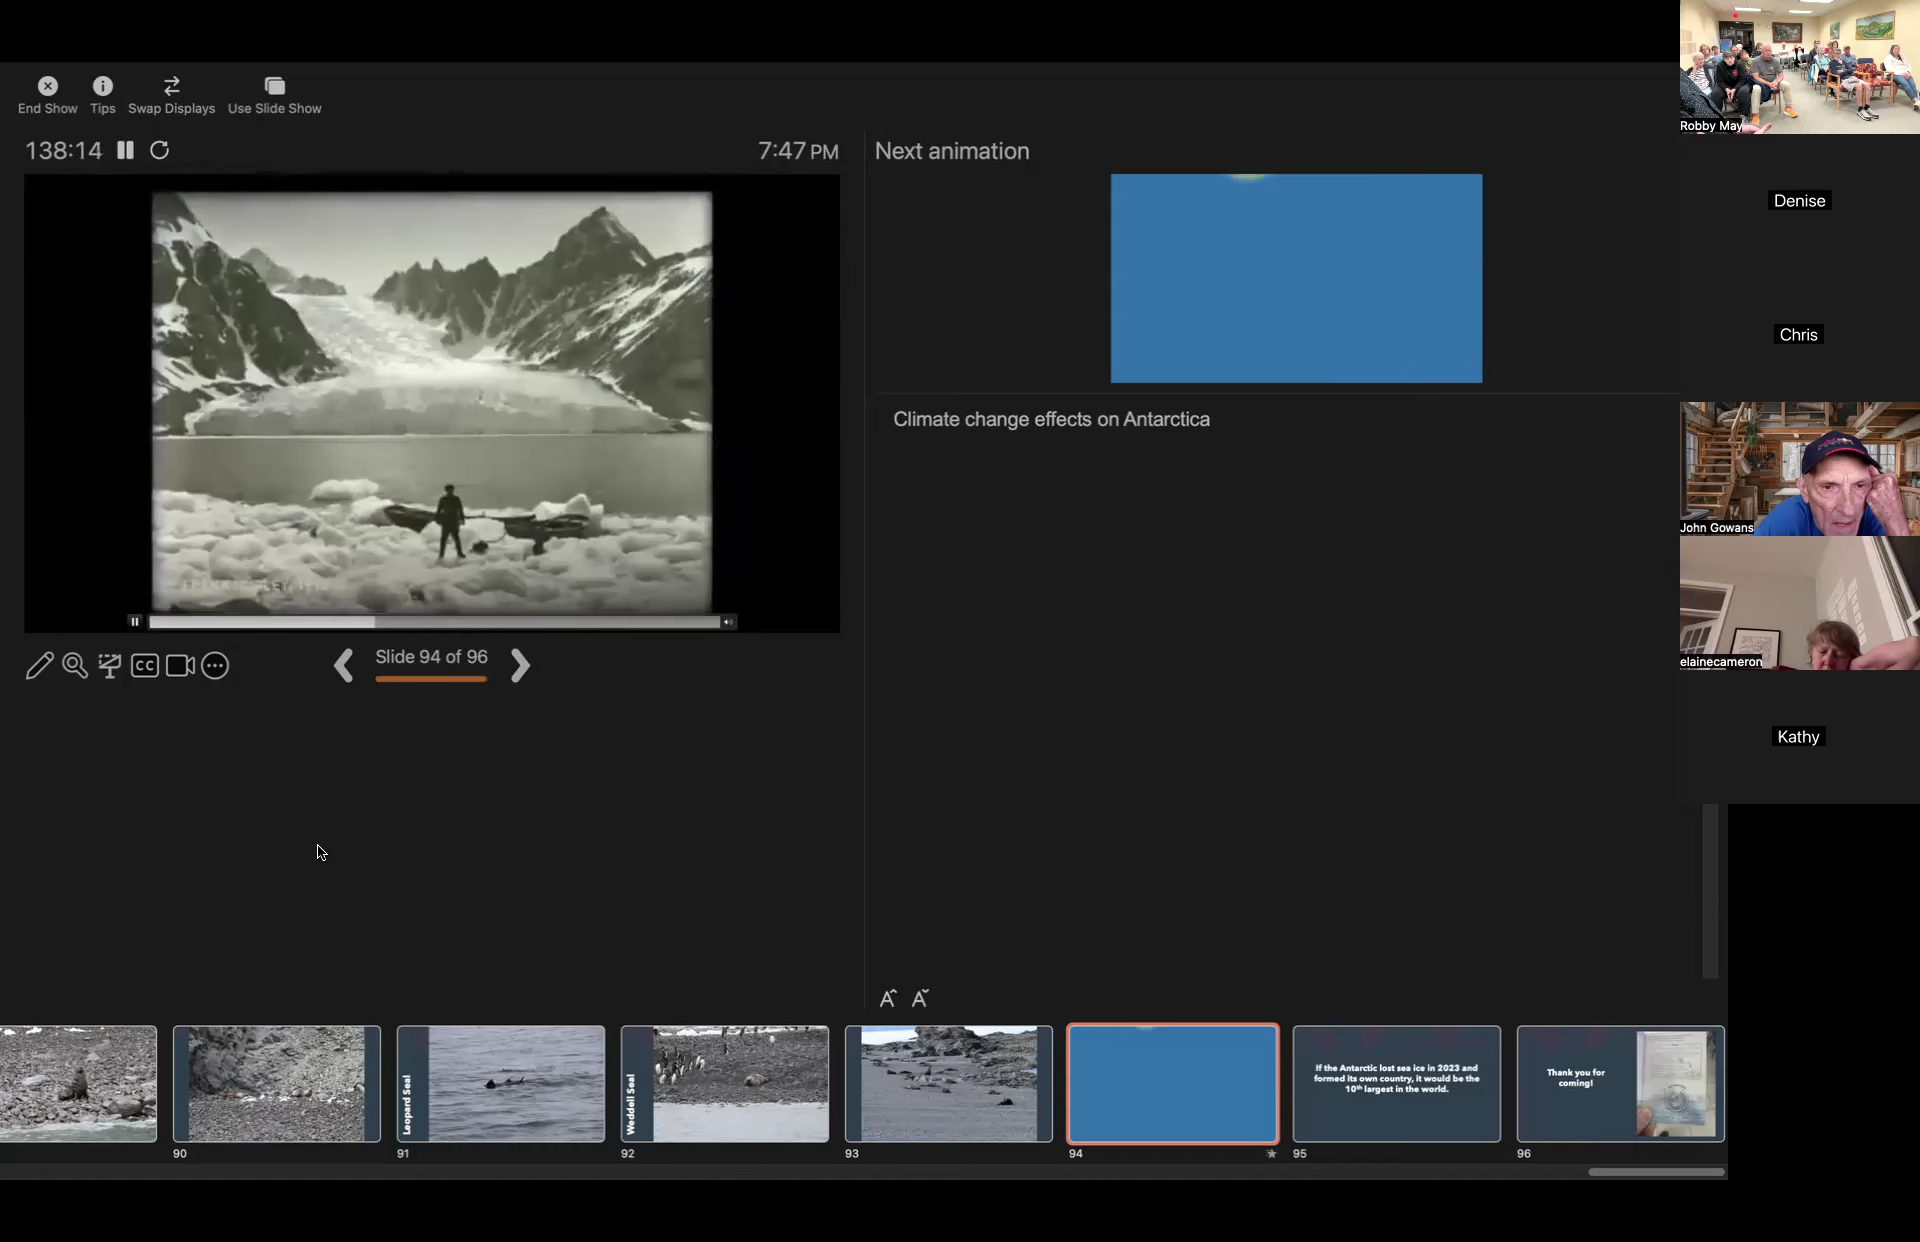 End Show
Tips
Swap Displays
Use Slide Show
138:14
7:47 PM
Next animation
Climate change effects on Antarctica
CC
Slide 94 of 96
A A
Leopard Seal
Weddell Seal
If the Antarctic lost sea ice in 2023 and
formed its own country, it would be the
10th largest in the world.
Thank you for
coming!
90
91
92
93
94
95
96
Robby May
Denise
Chris
John Gowans
elainecameron
Kathy